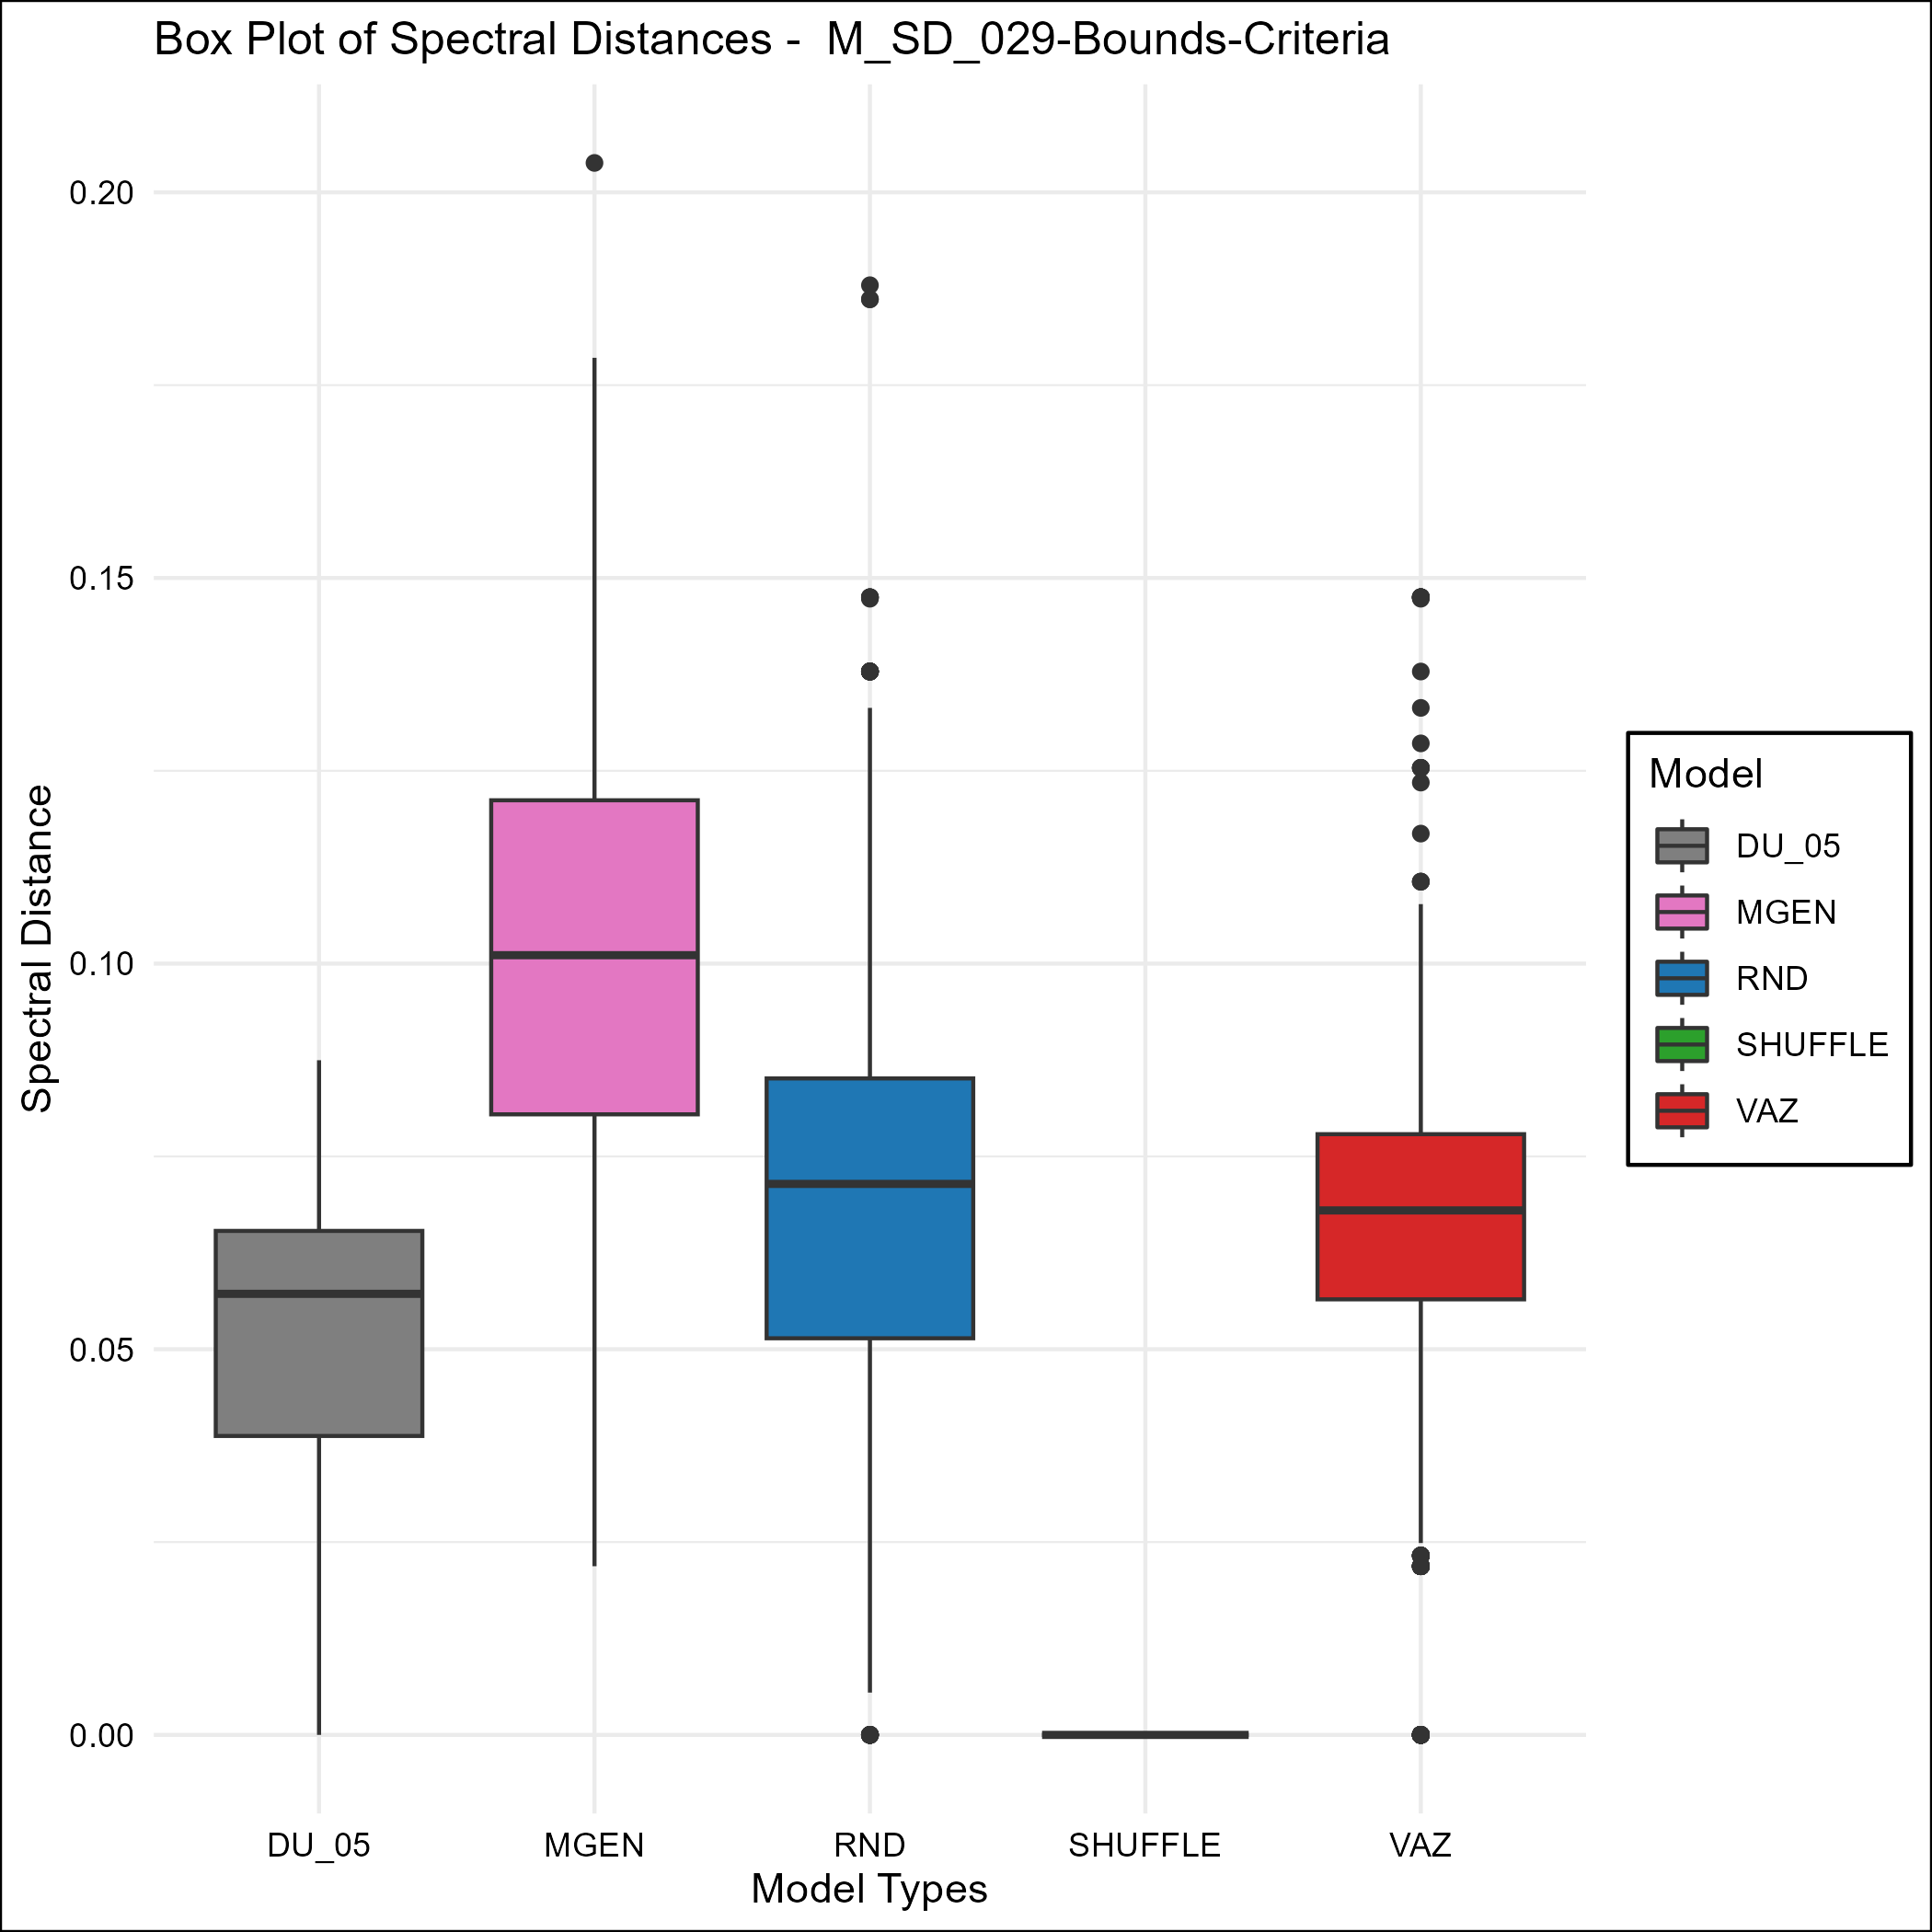 Box Plot of Spectral Distances -  M_SD_029-Bounds-Criteria
Spectral Distance
0.20
0.15
0.10
0.05
0.00
DU_05
MGEN
RND
SHUFFLE
VAZ
Model Types
Model
DU_05
MGEN
RND
SHUFFLE
VAZ